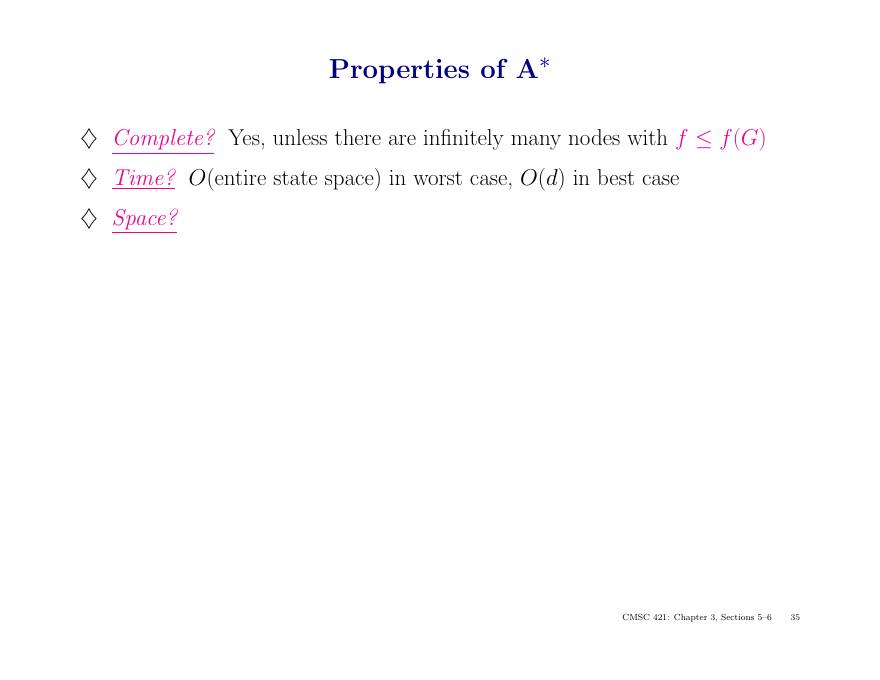 Properties of A*
♢ Complete? Yes, unless there are infinitely many nodes with f ≤ f(G)
♢ Time? O(entire state space) in worst case, O(d) in best case
♢ Space?
CMSC 421: Chapter 3, Sections 5–6 35